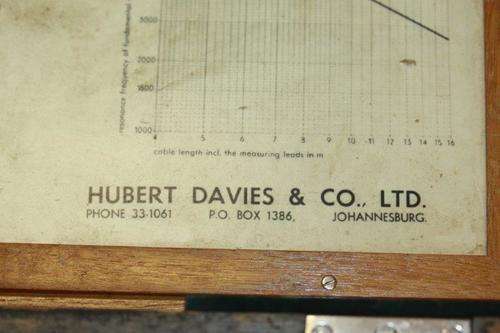 resonance frequency of fundamental
3000
2000
1500
1000
4 5 6 7 8 9 10 11 12 13 14 15 16
cable length incl. the measuring leads in m
HUBERT DAVIES & CO., LTD.
PHONE 33-1061 P.O. BOX 1386, JOHANNESBURG.